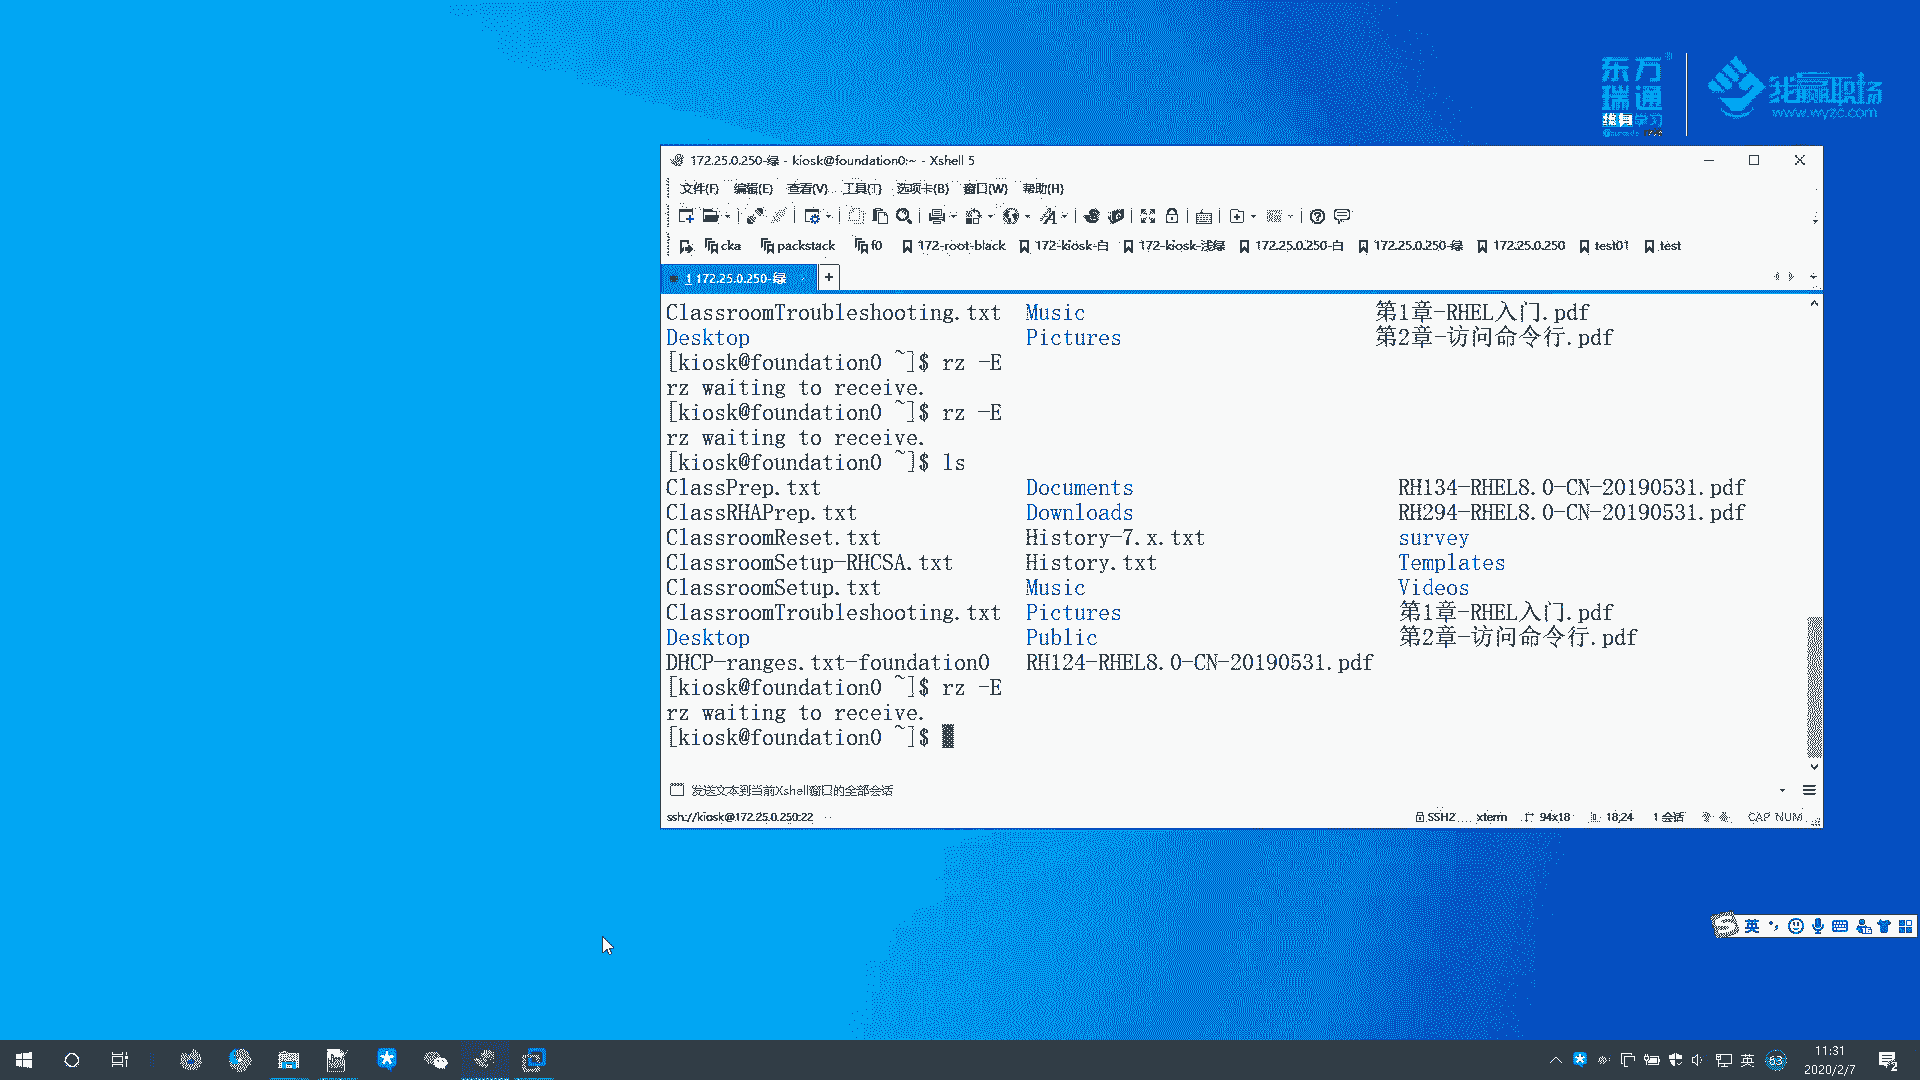 东方
瑞通
终身学习
我赢职场
www.wyzc.com
172.25.0.250-绿 - kiosk@foundation0:~ - Xshell 5
文件(F) 编辑(E) 查看(V) 工具(T) 选项卡(B) 窗口(W) 帮助(H)
cka packstack f0 172-root-black 172-kiosk-白 172-kiosk-浅绿 172.25.0.250-白 172.25.0.250-绿 172.25.0.250 test01 test
1 172.25.0.250-绿 +
ClassroomTroubleshooting.txt Music 第1章-RHEL入门.pdf
Desktop Pictures 第2章-访问命令行.pdf
[kiosk@foundation0 ~]$ rz -E
rz waiting to receive.
[kiosk@foundation0 ~]$ rz -E
rz waiting to receive.
[kiosk@foundation0 ~]$ ls
ClassPrep.txt Documents RH134-RHEL8.0-CN-20190531.pdf
ClassRHAPrep.txt Downloads RH294-RHEL8.0-CN-20190531.pdf
ClassroomReset.txt History-7.x.txt survey
ClassroomSetup-RHCSA.txt History.txt Templates
ClassroomSetup.txt Music Videos
ClassroomTroubleshooting.txt Pictures 第1章-RHEL入门.pdf
Desktop Public 第2章-访问命令行.pdf
DHCP-ranges.txt-foundation0 RH124-RHEL8.0-CN-20190531.pdf
[kiosk@foundation0 ~]$ rz -E
rz waiting to receive.
[kiosk@foundation0 ~]$
发送文本到当前Xshell窗口的全部会话
ssh://kiosk@172.25.0.250:22 SSH2 xterm 94x18 18,24 1 会话 CAP NUM
英
英 63 11:31
2020/2/7
2